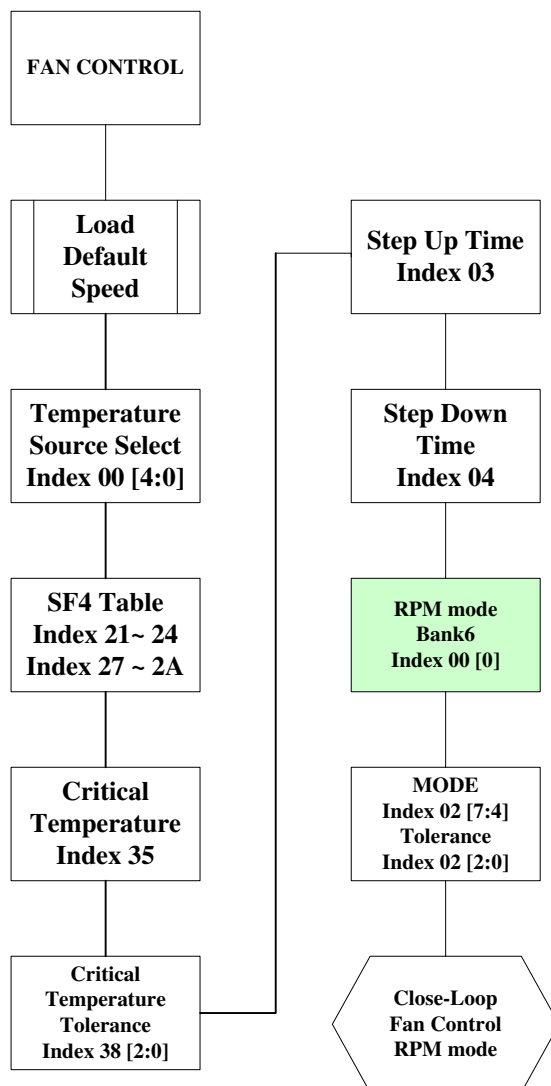 FAN CONTROL
Load
Default
Speed
Temperature
Source Select
Index 00 [4:0]
SF4 Table
Index 21~ 24
Index 27 ~ 2A
Critical
Temperature
Index 35
Critical
Temperature
Tolerance
Index 38 [2:0]
Step Up Time
Index 03
Step Down
Time
Index 04
RPM mode
Bank6
Index 00 [0]
MODE
Index 02 [7:4]
Tolerance
Index 02 [2:0]
Close-Loop
Fan Control
RPM mode